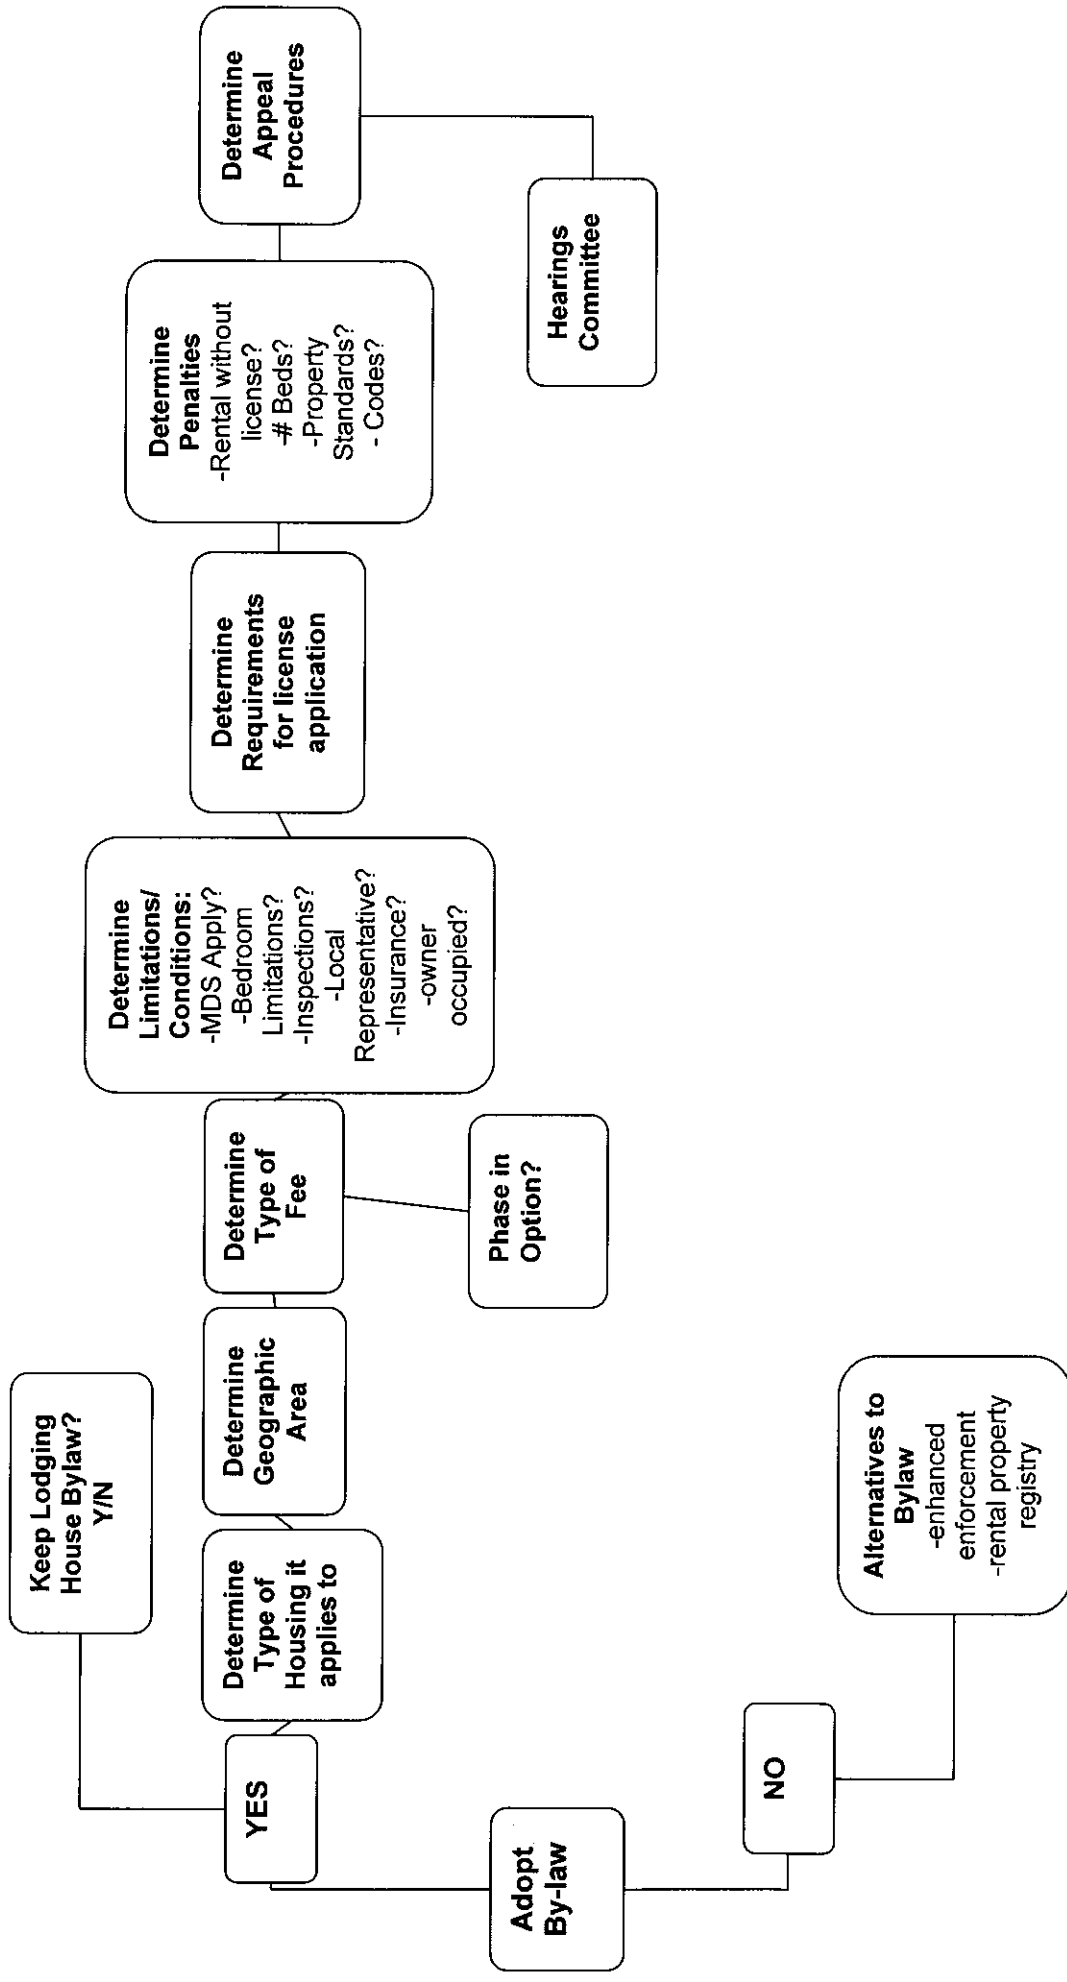 Adopt
By-law
YES
NO
Keep Lodging
House Bylaw?
Y/N
Determine
Type of
Housing it
applies to
Determine
Geographic
Area
Determine
Type of
Fee
Phase in
Option?
Determine
Limitations/
Conditions:
-MDS Apply?
-Bedroom
Limitations?
-Inspections?
-Local
Representative?
-Insurance?
-owner
occupied?
Determine
Requirements
for license
application
Determine
Penalties
-Rental without
license?
-# Beds?
-Property
Standards?
- Codes?
Determine
Appeal
Procedures
Hearings
Committee
Alternatives to
Bylaw
-enhanced
enforcement
-rental property
registry